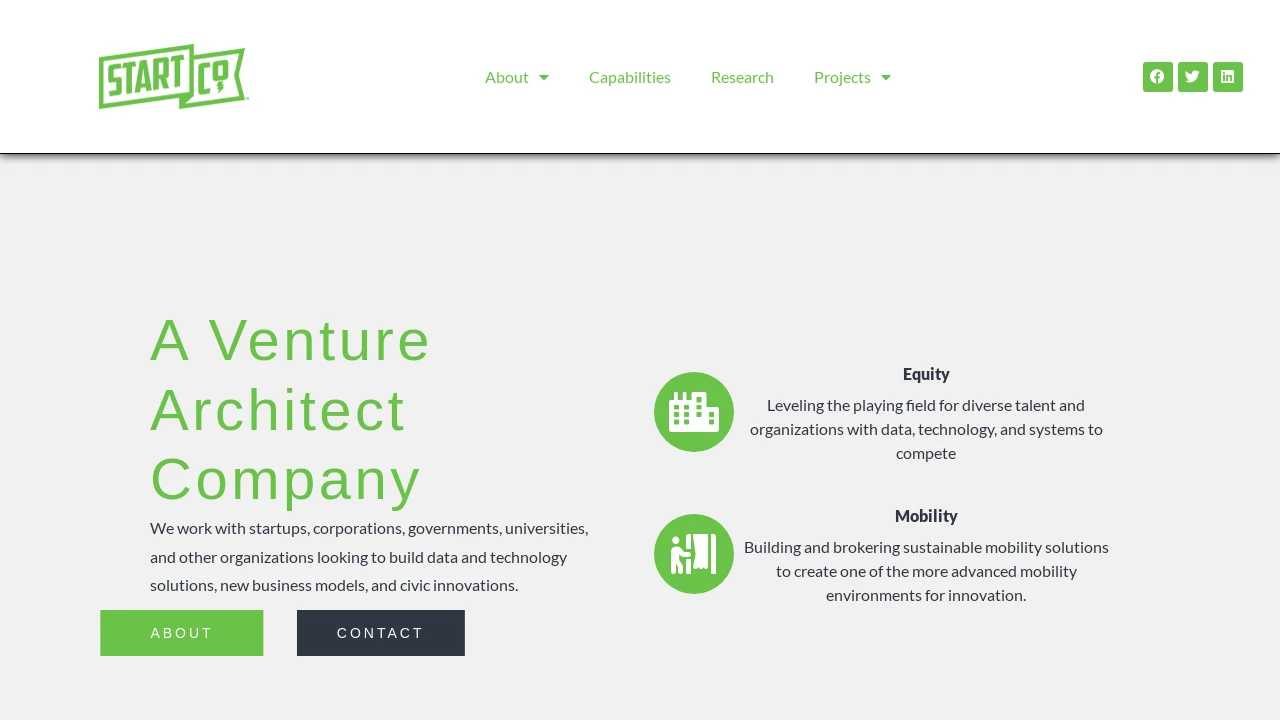 START CO
About
Capabilities
Research
Projects
A Venture
Architect
Company
We work with startups, corporations, governments, universities,
and other organizations looking to build data and technology
solutions, new business models, and civic innovations.
ABOUT
CONTACT
Equity
Leveling the playing field for diverse talent and
organizations with data, technology, and systems to
compete
Mobility
Building and brokering sustainable mobility solutions
to create one of the more advanced mobility
environments for innovation.